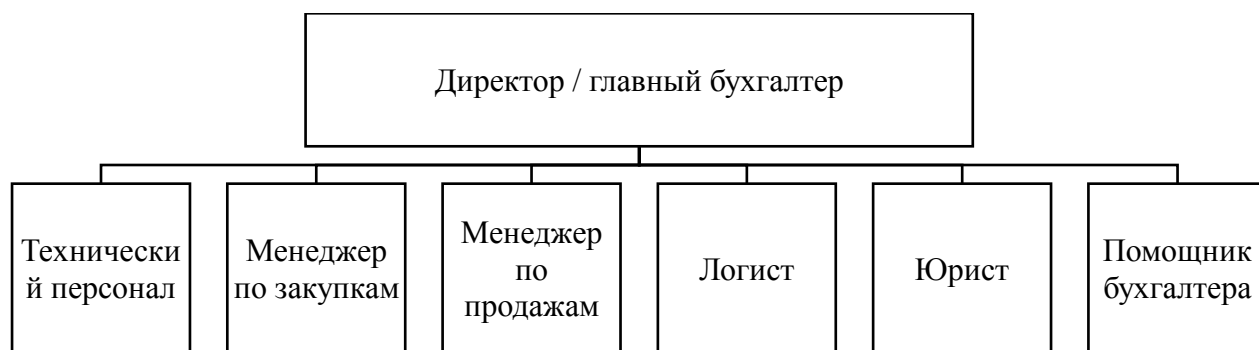 Директор / главный бухгалтер
Технически
й персонал
Менеджер
по закупкам
Менеджер
по
продажам
Логист
Юрист
Помощник
бухгалтера